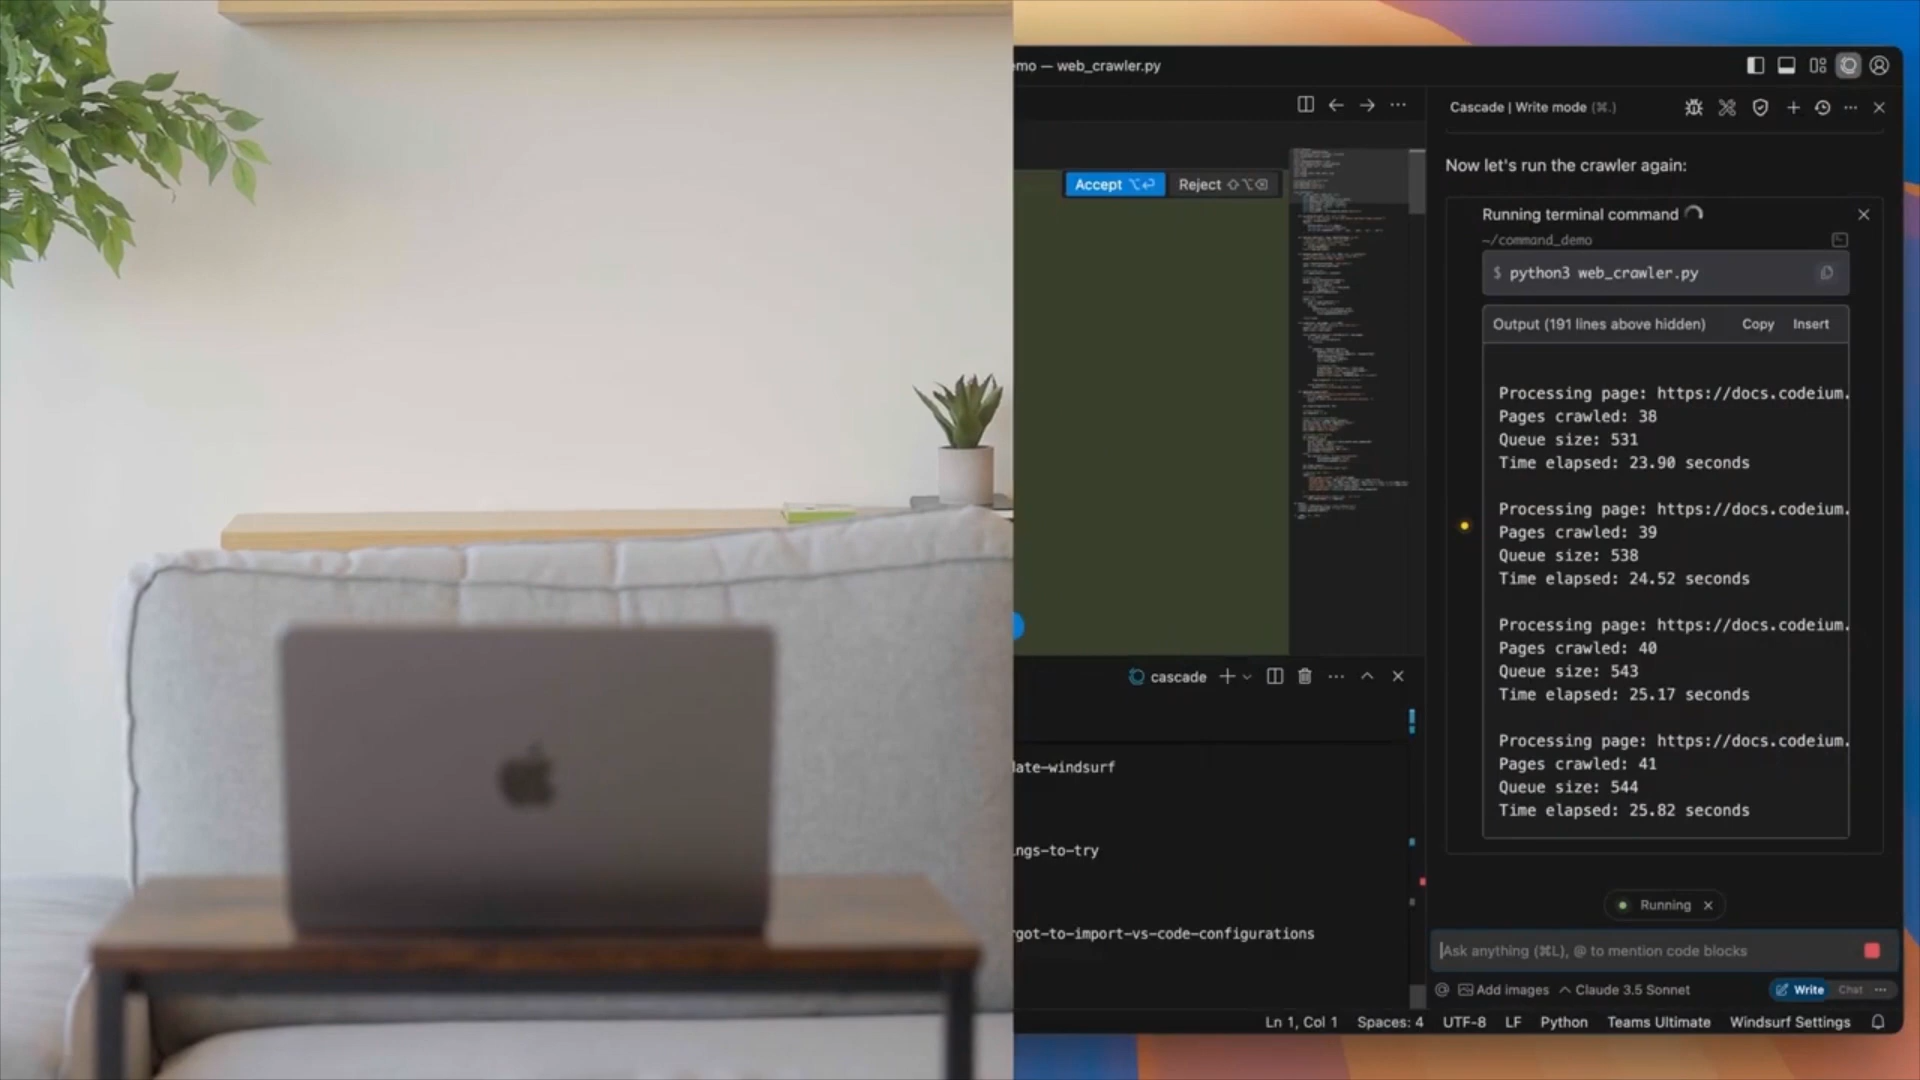 emo — web_crawler.py
Cascade | Write mode (⌘.)
Accept ⌥⏎ Reject ⇧⌥⌫
Now let's run the crawler again:
Running terminal command
~/command_demo
$ python3 web_crawler.py
Output (191 lines above hidden) Copy Insert
Processing page: https://docs.codeium.
Pages crawled: 38
Queue size: 531
Time elapsed: 23.90 seconds
Processing page: https://docs.codeium.
Pages crawled: 39
Queue size: 538
Time elapsed: 24.52 seconds
Processing page: https://docs.codeium.
Pages crawled: 40
Queue size: 543
Time elapsed: 25.17 seconds
Processing page: https://docs.codeium.
Pages crawled: 41
Queue size: 544
Time elapsed: 25.82 seconds
cascade
date-windsurf
ings-to-try
rgot-to-import-vs-code-configurations
Running
Ask anything (⌘L), @ to mention code blocks
Add images Claude 3.5 Sonnet Write Chat
Ln 1, Col 1 Spaces: 4 UTF-8 LF Python Teams Ultimate Windsurf Settings